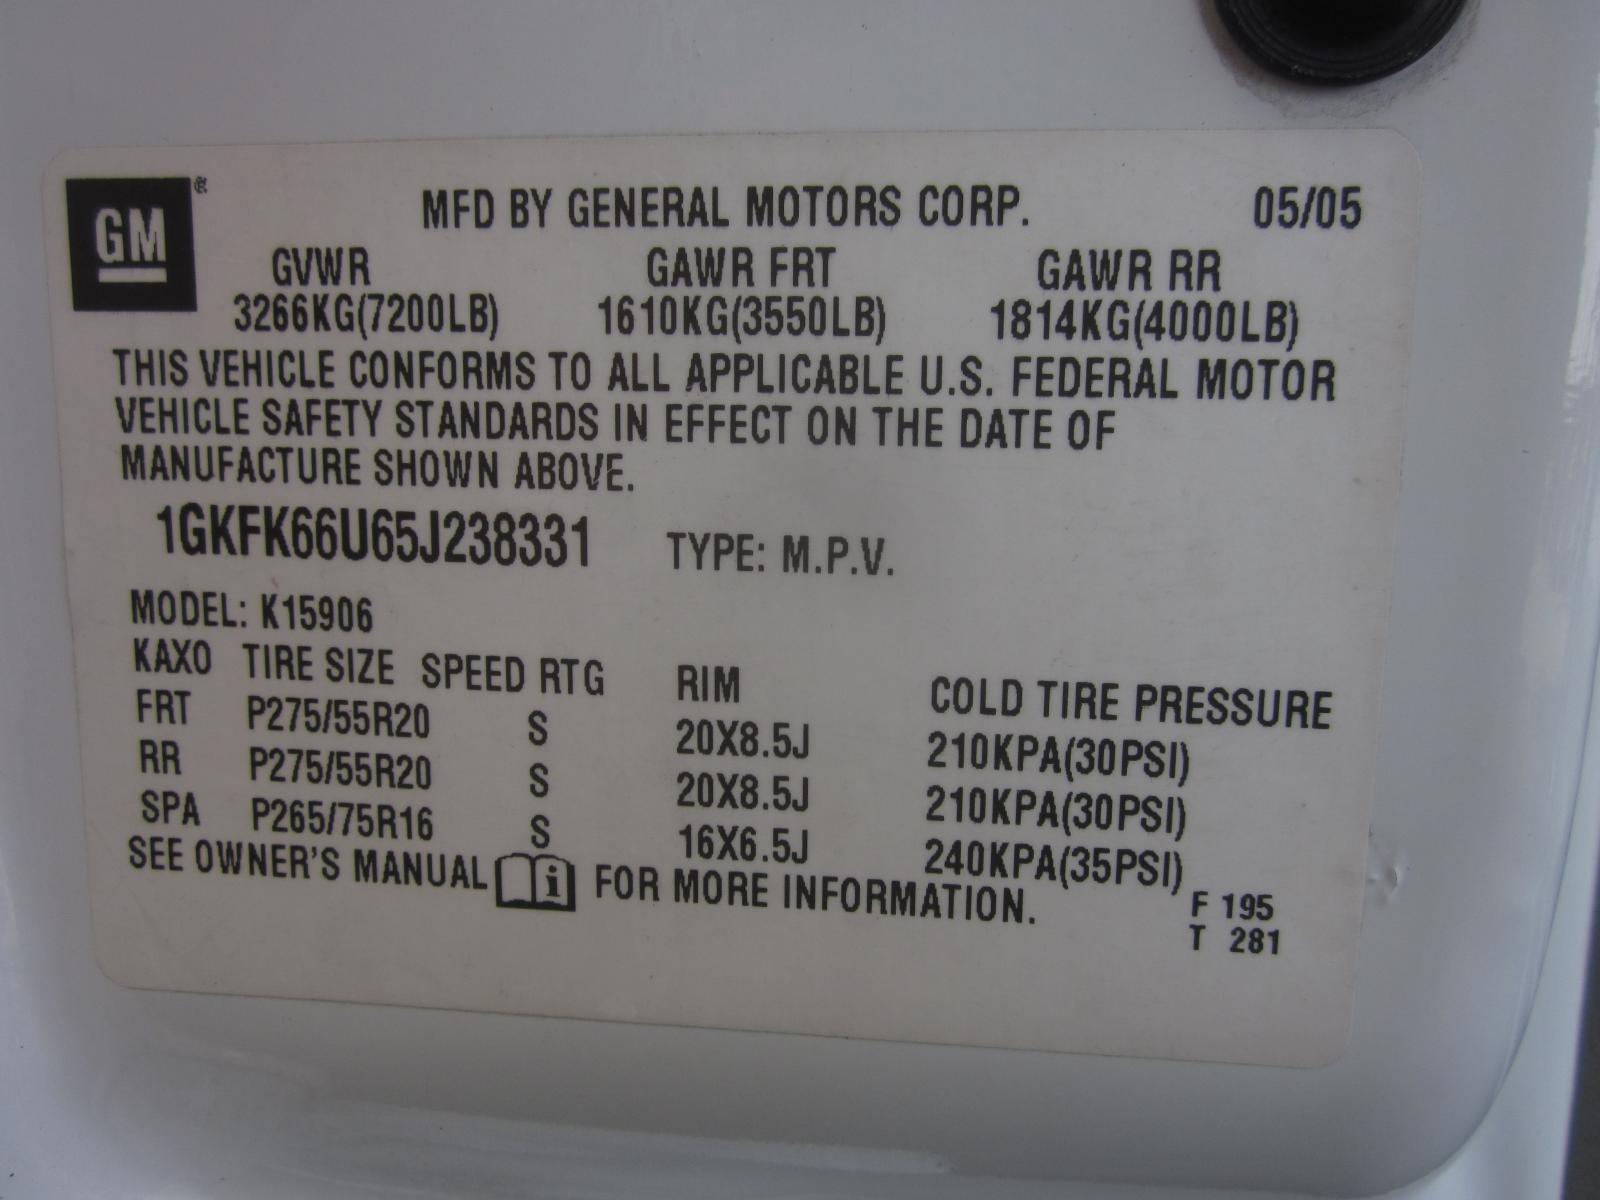 GM ®
MFD BY GENERAL MOTORS CORP. 05/05
GVWR GAWR FRT GAWR RR
3266KG(7200LB) 1610KG(3550LB) 1814KG(4000LB)
THIS VEHICLE CONFORMS TO ALL APPLICABLE U.S. FEDERAL MOTOR
VEHICLE SAFETY STANDARDS IN EFFECT ON THE DATE OF
MANUFACTURE SHOWN ABOVE.
1GKFK66U65J238331 TYPE: M.P.V.
MODEL: K15906
KAXO TIRE SIZE SPEED RTG RIM COLD TIRE PRESSURE
FRT P275/55R20 S 20X8.5J 210KPA(30PSI)
RR P275/55R20 S 20X8.5J 210KPA(30PSI)
SPA P265/75R16 S 16X6.5J 240KPA(35PSI)
SEE OWNER'S MANUAL i FOR MORE INFORMATION.
F 195
T 281